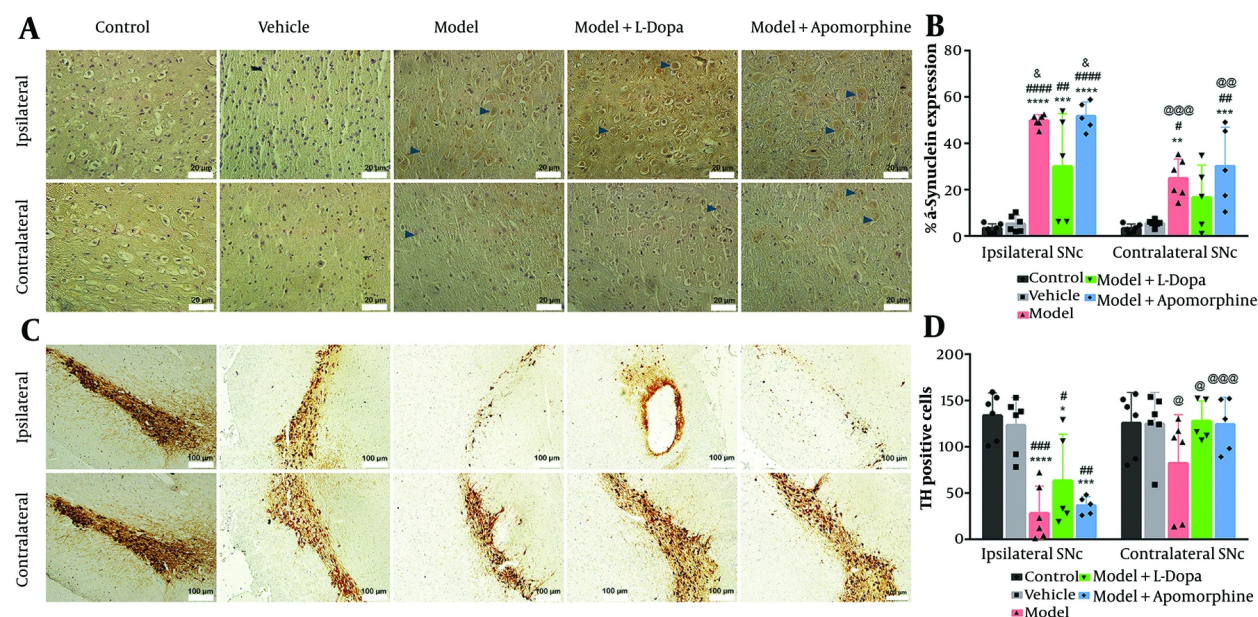 A
Control
Vehicle
Model
Model + L-Dopa
Model + Apomorphine
Ipsilateral
20 µm
20 µm
20 µm
20 µm
20 µm
Contralateral
20 µm
20 µm
20 µm
20 µm
20 µm
B
% á-Synuclein expression
80
60
40
20
0
&
####
****
##
***
&
####
****
@@@
#
**
@@
##
***
Ipsilateral SNc
Contralateral SNc
Control
Model + L-Dopa
Vehicle
Model + Apomorphine
Model
C
Ipsilateral
100 µm
100 µm
100 µm
100 µm
100 µm
Contralateral
100 µm
100 µm
100 µm
100 µm
100 µm
D
TH positive cells
200
150
100
50
0
###
****
#
*
##
***
@
@
@@@
Ipsilateral SNc
Contralateral SNc
Control
Model + L-Dopa
Vehicle
Model + Apomorphine
Model